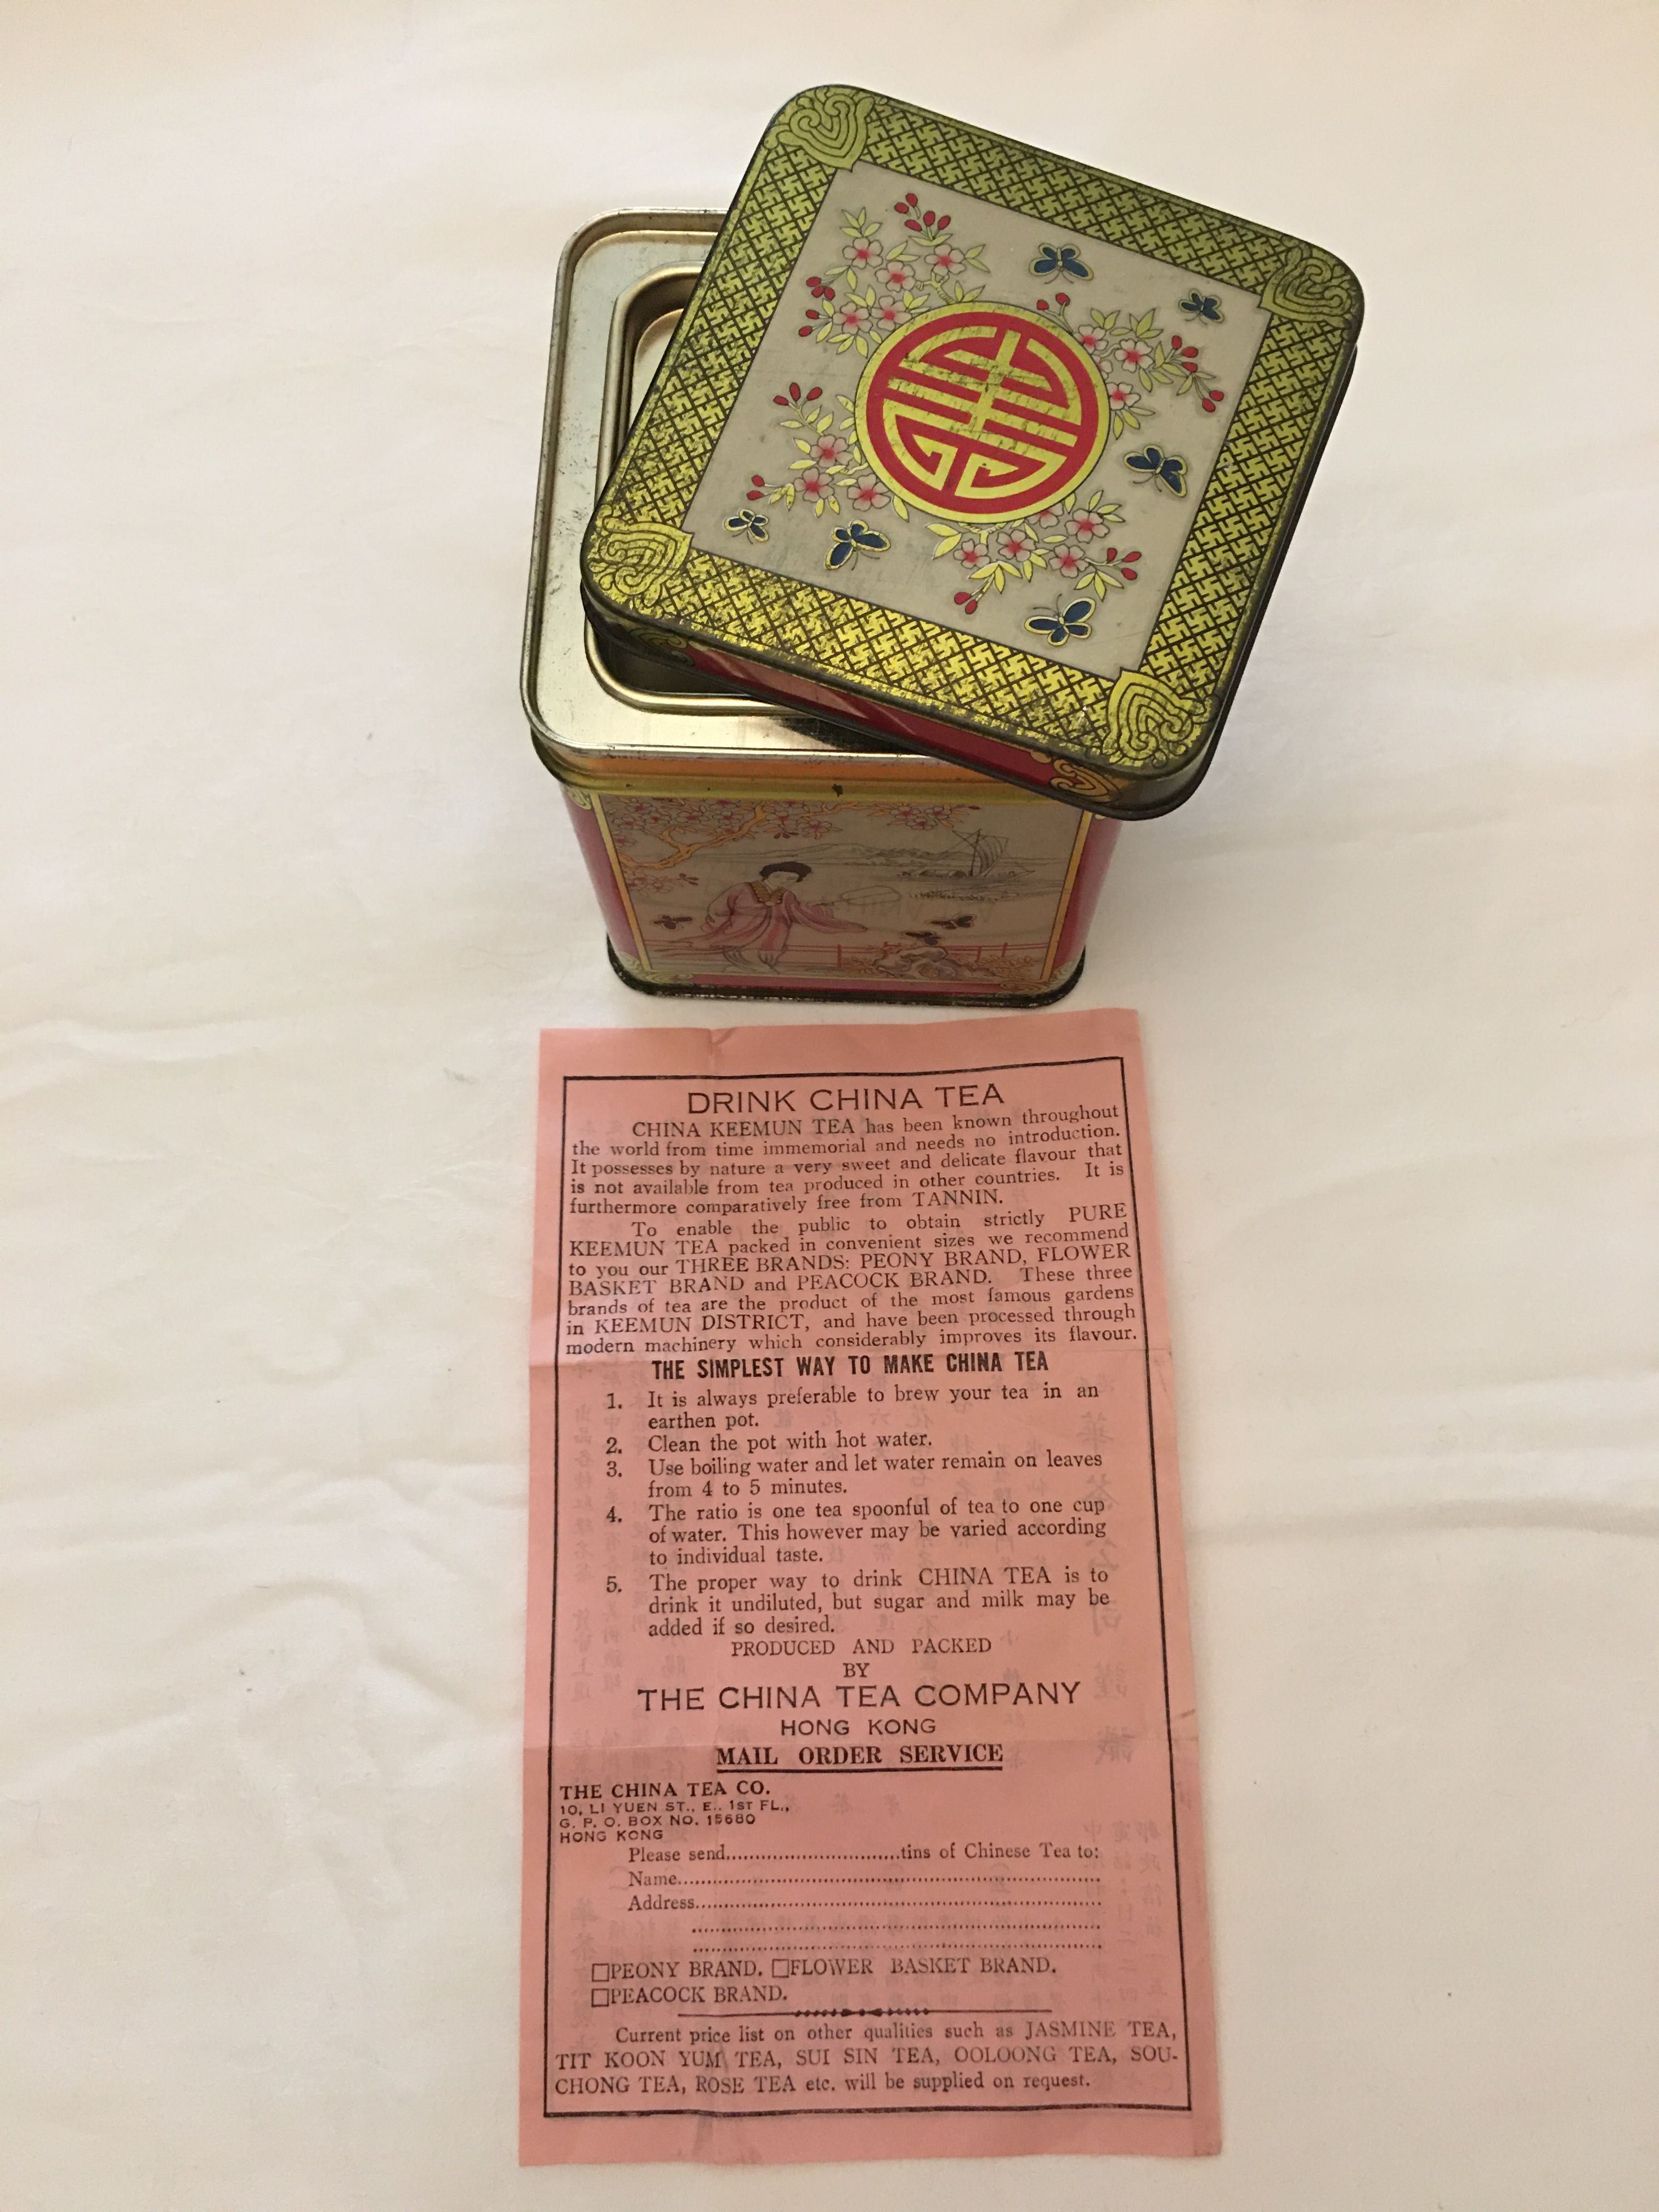 DRINK CHINA TEA
CHINA KEEMUN TEA has been known throughout
the world from time immemorial and needs no introduction.
It possesses by nature a very sweet and delicate flavour that
is not available from tea produced in other countries. It is
furthermore comparatively free from TANNIN.
To enable the public to obtain strictly PURE
KEEMUN TEA packed in convenient sizes we recommend
to you our THREE BRANDS: PEONY BRAND, FLOWER
BASKET BRAND and PEACOCK BRAND. These three
brands of tea are the product of the most famous gardens
in KEEMUN DISTRICT, and have been processed through
modern machinery which considerably improves its flavour.
THE SIMPLEST WAY TO MAKE CHINA TEA
1. It is always preferable to brew your tea in an
earthen pot.
2. Clean the pot with hot water.
3. Use boiling water and let water remain on leaves
from 4 to 5 minutes.
4. The ratio is one tea spoonful of tea to one cup
of water. This however may be varied according
to individual taste.
5. The proper way to drink CHINA TEA is to
drink it undiluted, but sugar and milk may be
added if so desired.
PRODUCED AND PACKED
BY
THE CHINA TEA COMPANY
HONG KONG
MAIL ORDER SERVICE
THE CHINA TEA CO.
10, LI YUEN ST., E., 1ST FL.,
G. P. O. BOX NO. 15680
HONG KONG
Please send..............................tins of Chinese Tea to:
Name..............................
Address..............................
☐PEONY BRAND. ☐FLOWER BASKET BRAND.
☐PEACOCK BRAND.
Current price list on other qualities such as JASMINE TEA,
TIT KOON YUM TEA, SUI SIN TEA, OOLOONG TEA, SOU-
CHONG TEA, ROSE TEA etc. will be supplied on request.